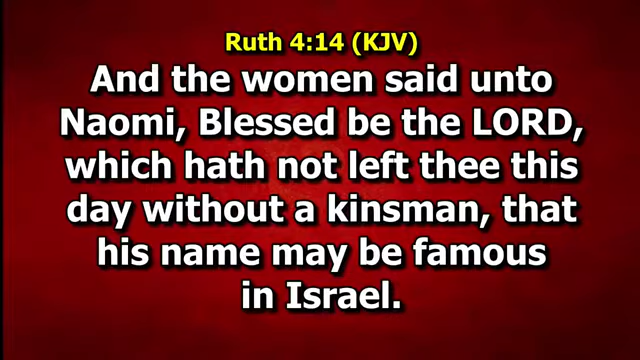 Ruth 4:14 (KJV)
And the women said unto
Naomi, Blessed be the LORD,
which hath not left thee this
day without a kinsman, that
his name may be famous
in Israel.